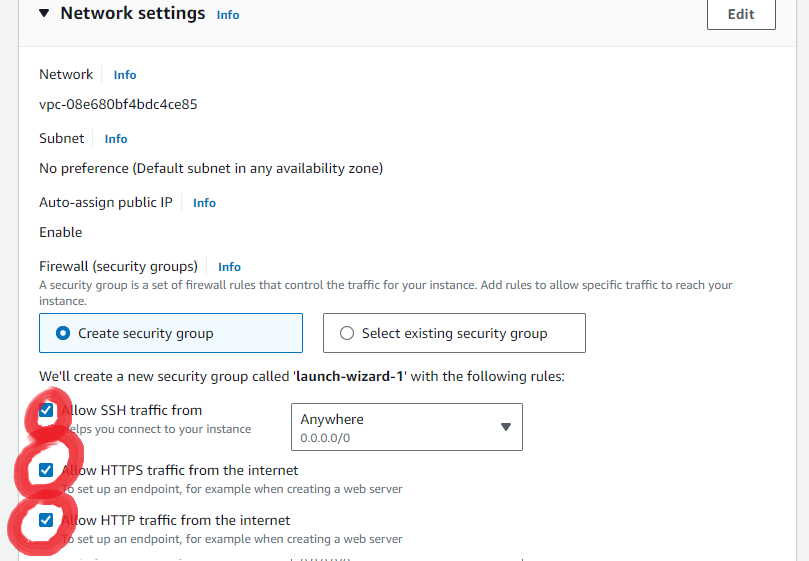 Network settings Info Edit
Network Info
vpc-08e680bf4bdc4ce85
Subnet Info
No preference (Default subnet in any availability zone)
Auto-assign public IP Info
Enable
Firewall (security groups) Info
A security group is a set of firewall rules that control the traffic for your instance. Add rules to allow specific traffic to reach your
instance.
Create security group Select existing security group
We'll create a new security group called 'launch-wizard-1' with the following rules:
Allow SSH traffic from Anywhere
Helps you connect to your instance 0.0.0.0/0
Allow HTTPS traffic from the internet
To set up an endpoint, for example when creating a web server
Allow HTTP traffic from the internet
To set up an endpoint, for example when creating a web server